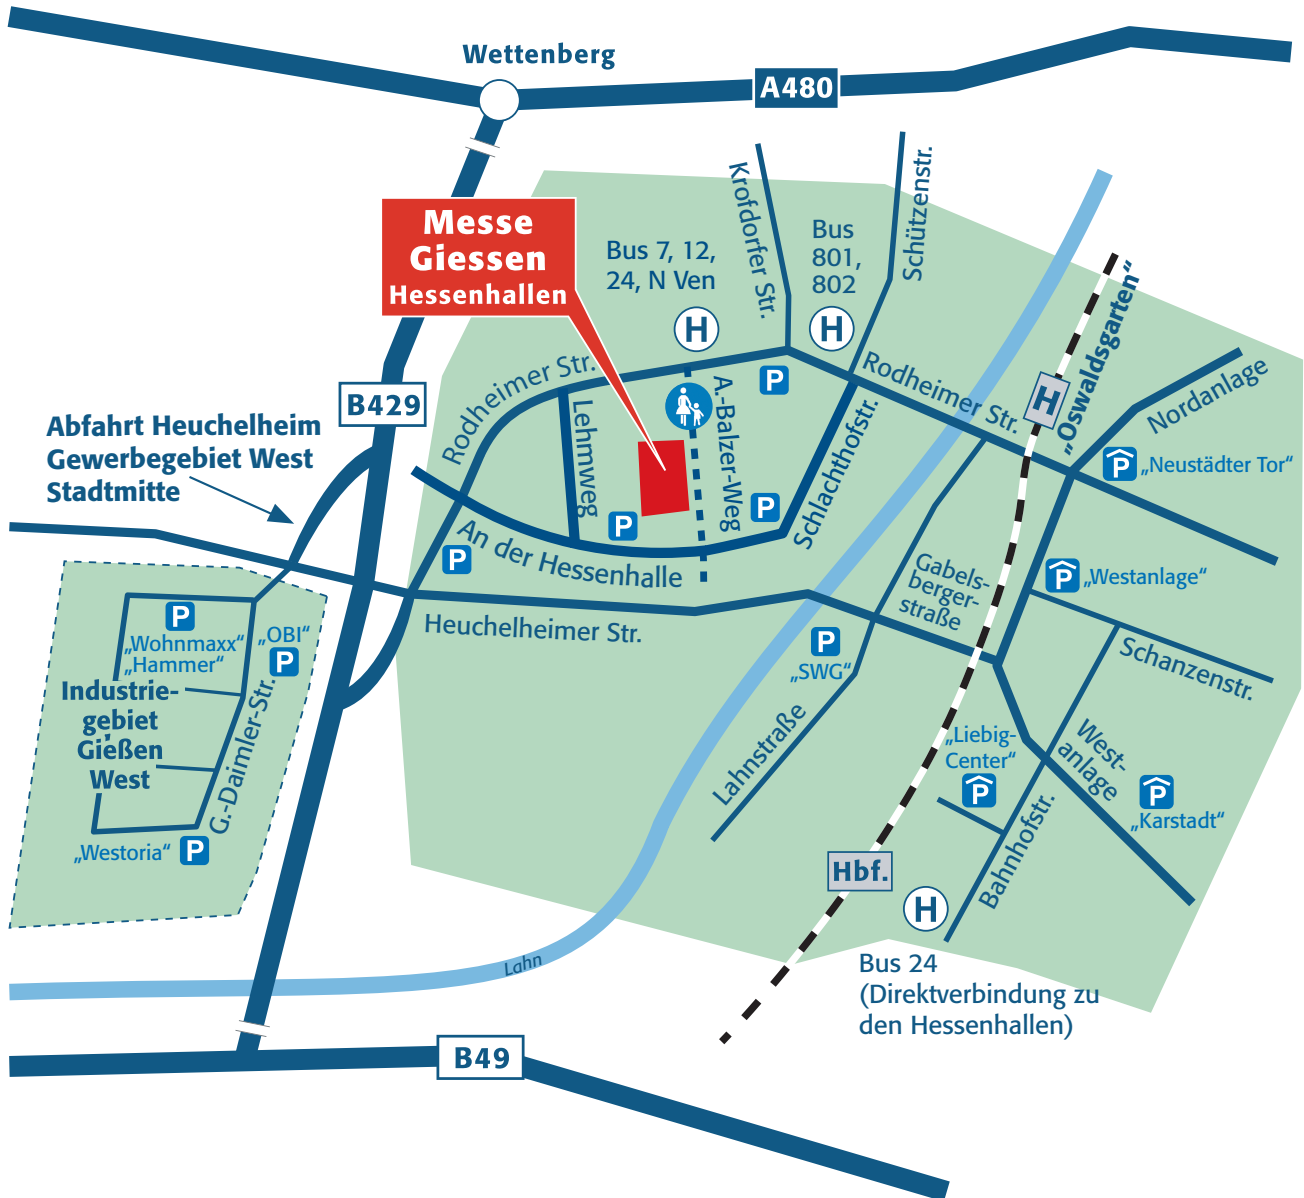 Wettenberg
A480
Messe
Giessen
Hessenhallen
Bus 7, 12,
24, N Ven
H
Krofdorfer Str.
Bus
801,
802
H
Schützenstr.
B429
Abfahrt Heuchelheim
Gewerbegebiet West
Stadtmitte
Rodheimer Str.
Lehmweg
A.-Balzer-Weg
P
Schlachthofstr.
Rodheimer Str.
H
„Oswaldsgarten“
Nordanlage
P
„Neustädter Tor“
P
P
P
An der Hessenhalle
Heuchelheimer Str.
Gabels-
berger-
straße
P
„Westanlage“
Schanzenstr.
P
„Wohnmaxx“
„Hammer“
„OBI“
P
Industrie-
gebiet
Gießen
West
G.-Daimler-Str.
„Westoria“
P
P
„SWG“
Lahnstraße
„Liebig-
Center“
P
West-
anlage
P
„Karstadt“
Bahnhofstr.
Hbf.
H
Bus 24
(Direktverbindung zu
den Hessenhallen)
Lahn
B49